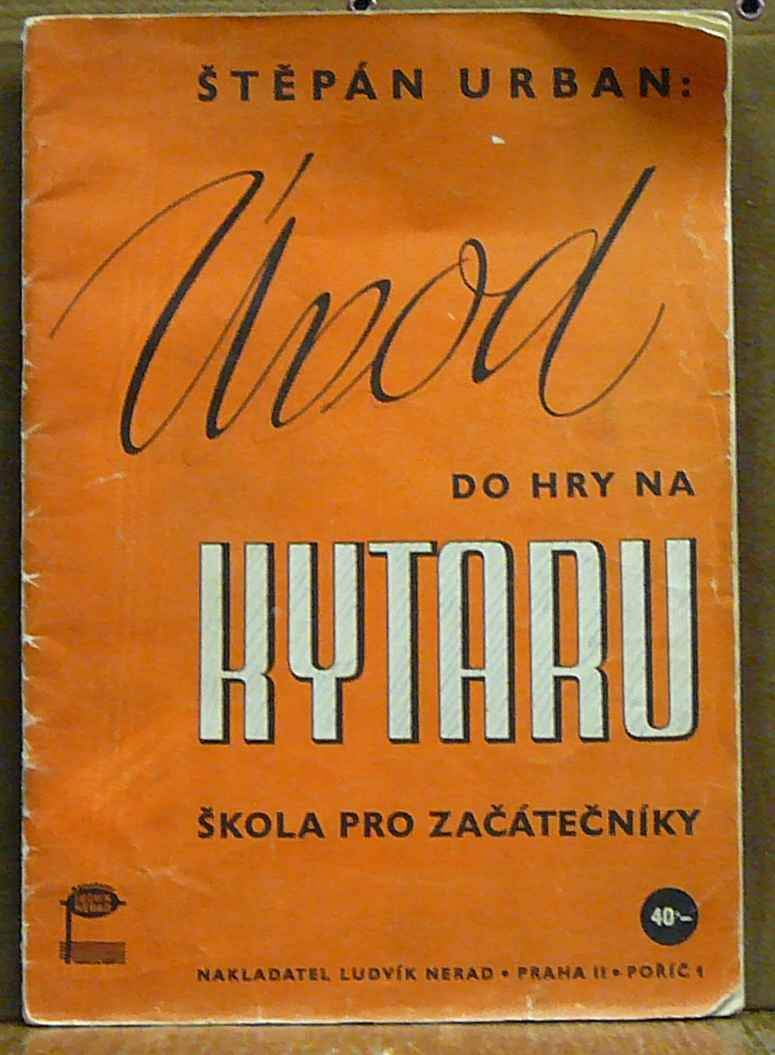 ŠTĚPÁN URBAN:
Úvod
DO HRY NA
KYTARU
ŠKOLA PRO ZAČÁTEČNÍKY
40·–
NAKLADATEL LUDVÍK NERAD • PRAHA II • POŘÍČ 1